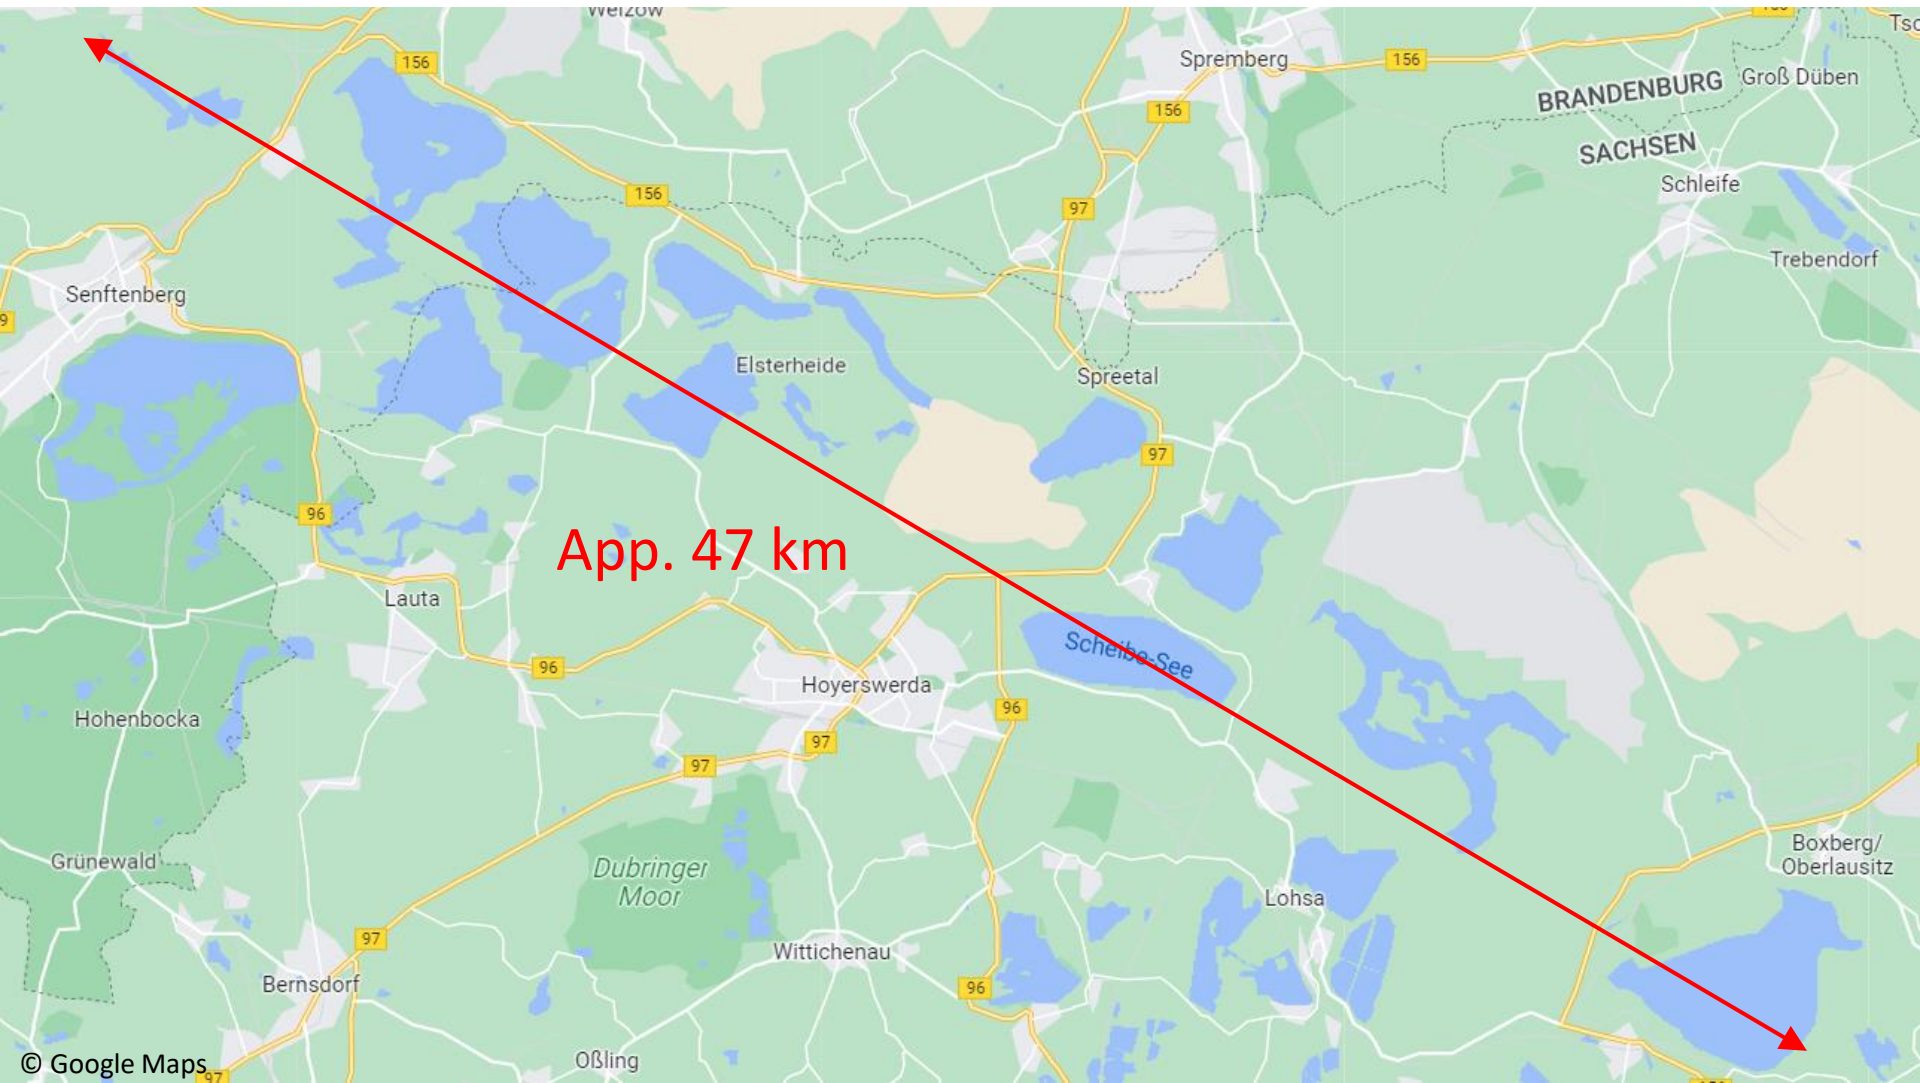 Welzow
Tsc
156
Spremberg
156
BRANDENBURG
Groß Düben
156
SACHSEN
Schleife
156
97
Trebendorf
Senftenberg
9
Elsterheide
Spreetal
97
96
App. 47 km
Lauta
Scheibe-See
96
Hoyerswerda
96
Hohenbocka
97
97
Boxberg/
Oberlausitz
Grünewald
Dubringer
Moor
Lohsa
97
Wittichenau
Bernsdorf
96
Oßling
© Google Maps
97